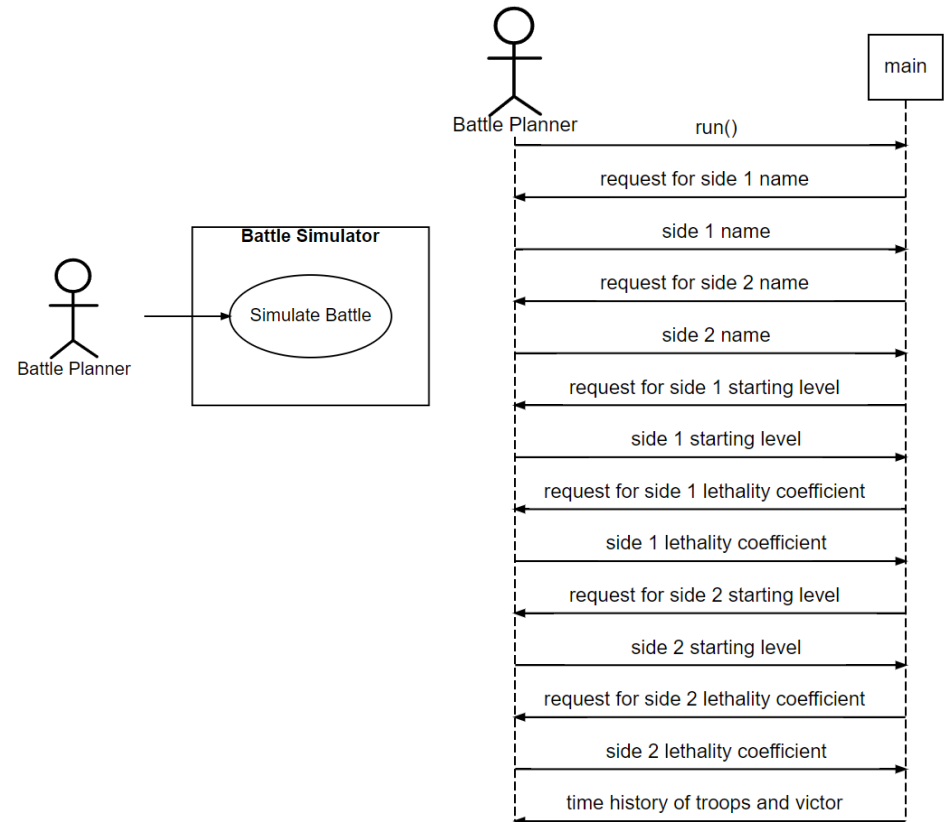 Battle Simulator
Simulate Battle
Battle Planner
Battle Planner
main
run()
request for side 1 name
side 1 name
request for side 2 name
side 2 name
request for side 1 starting level
side 1 starting level
request for side 1 lethality coefficient
side 1 lethality coefficient
request for side 2 starting level
side 2 starting level
request for side 2 lethality coefficient
side 2 lethality coefficient
time history of troops and victor